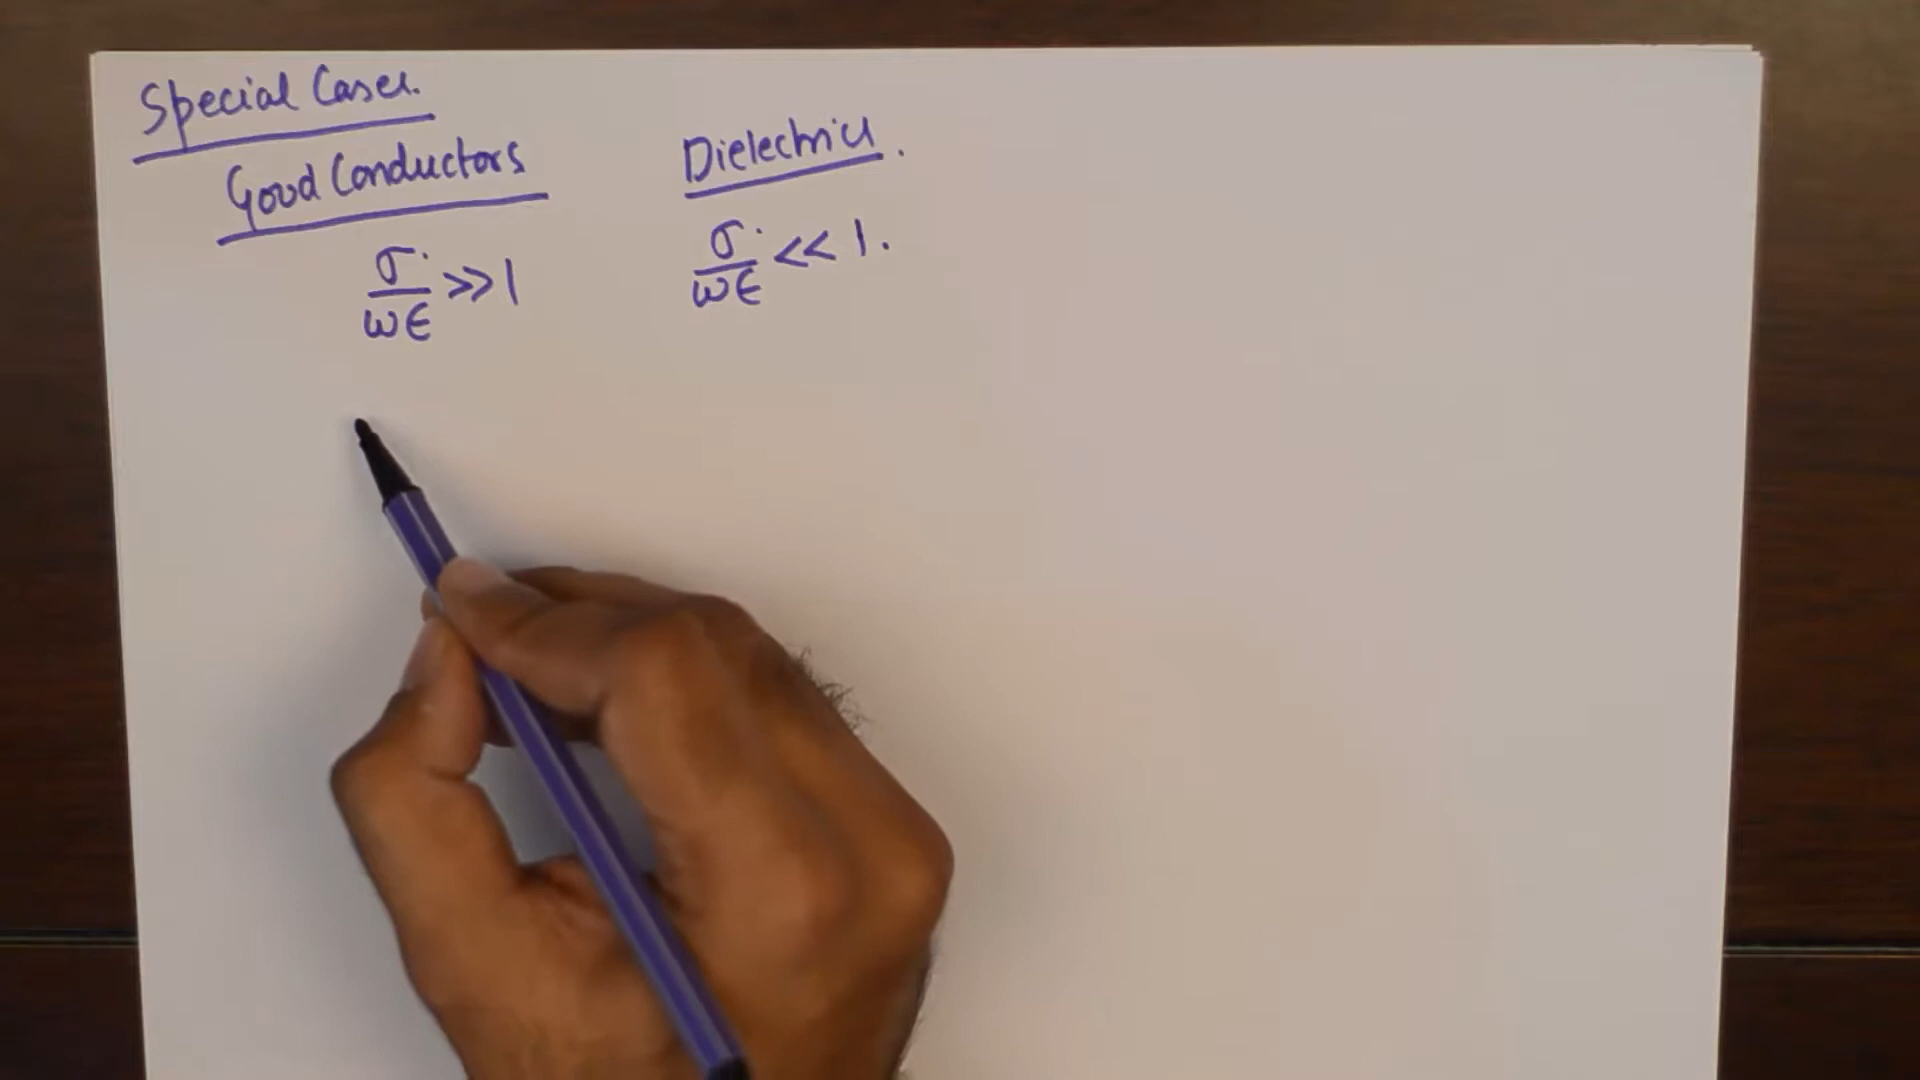 Special Cases.
Good Conductors
σ/ωϵ >> 1
Dielectrics.
σ/ωϵ << 1.